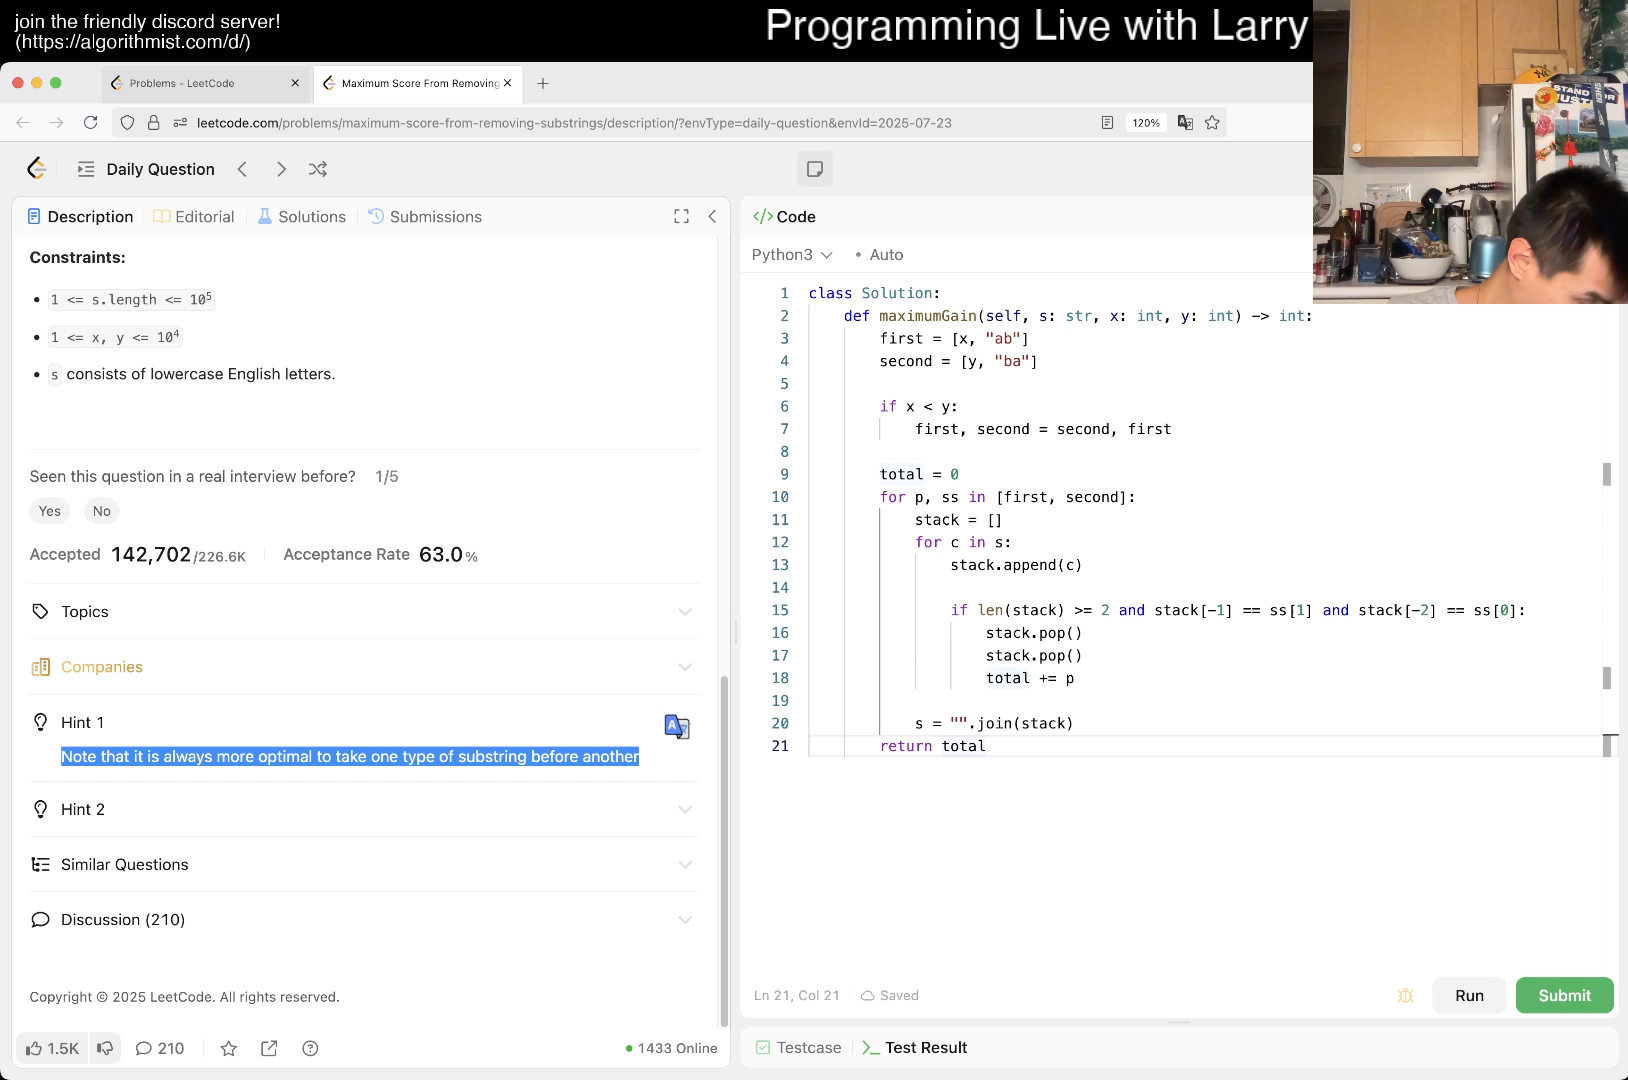 join the friendly discord server!
(https://algorithmist.com/d/)
Programming Live with Larry
Problems - LeetCode
Maximum Score From Removing
leetcode.com/problems/maximum-score-from-removing-substrings/description/?envType=daily-question&envId=2025-07-23
120%
Daily Question
Description
Editorial
Solutions
Submissions
Constraints:
• 1 <= s.length <= 10⁵
• 1 <= x, y <= 10⁴
• s consists of lowercase English letters.
Seen this question in a real interview before? 1/5
Yes
No
Accepted 142,702/226.6K
Acceptance Rate 63.0%
Topics
Companies
Hint 1
Note that it is always more optimal to take one type of substring before another
Hint 2
Similar Questions
Discussion (210)
Copyright © 2025 LeetCode. All rights reserved.
1.5K
210
1433 Online
</> Code
Python3
• Auto
1 class Solution:
2     def maximumGain(self, s: str, x: int, y: int) -> int:
3         first = [x, "ab"]
4         second = [y, "ba"]
5
6         if x < y:
7             first, second = second, first
8
9         total = 0
10         for p, ss in [first, second]:
11             stack = []
12             for c in s:
13                 stack.append(c)
14
15                 if len(stack) >= 2 and stack[-1] == ss[1] and stack[-2] == ss[0]:
16                     stack.pop()
17                     stack.pop()
18                     total += p
19
20             s = "".join(stack)
21         return total
Ln 21, Col 21
Saved
Run
Submit
Testcase
Test Result
STAND